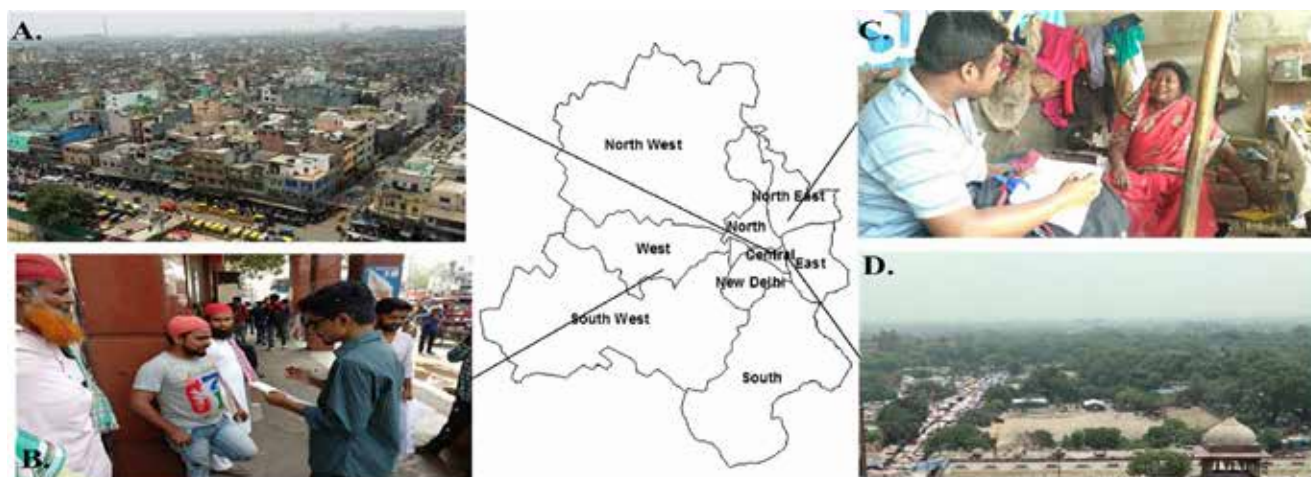 A.
C.
North West
North East
North
West
Central
East
New Delhi
South West
South
B.
D.